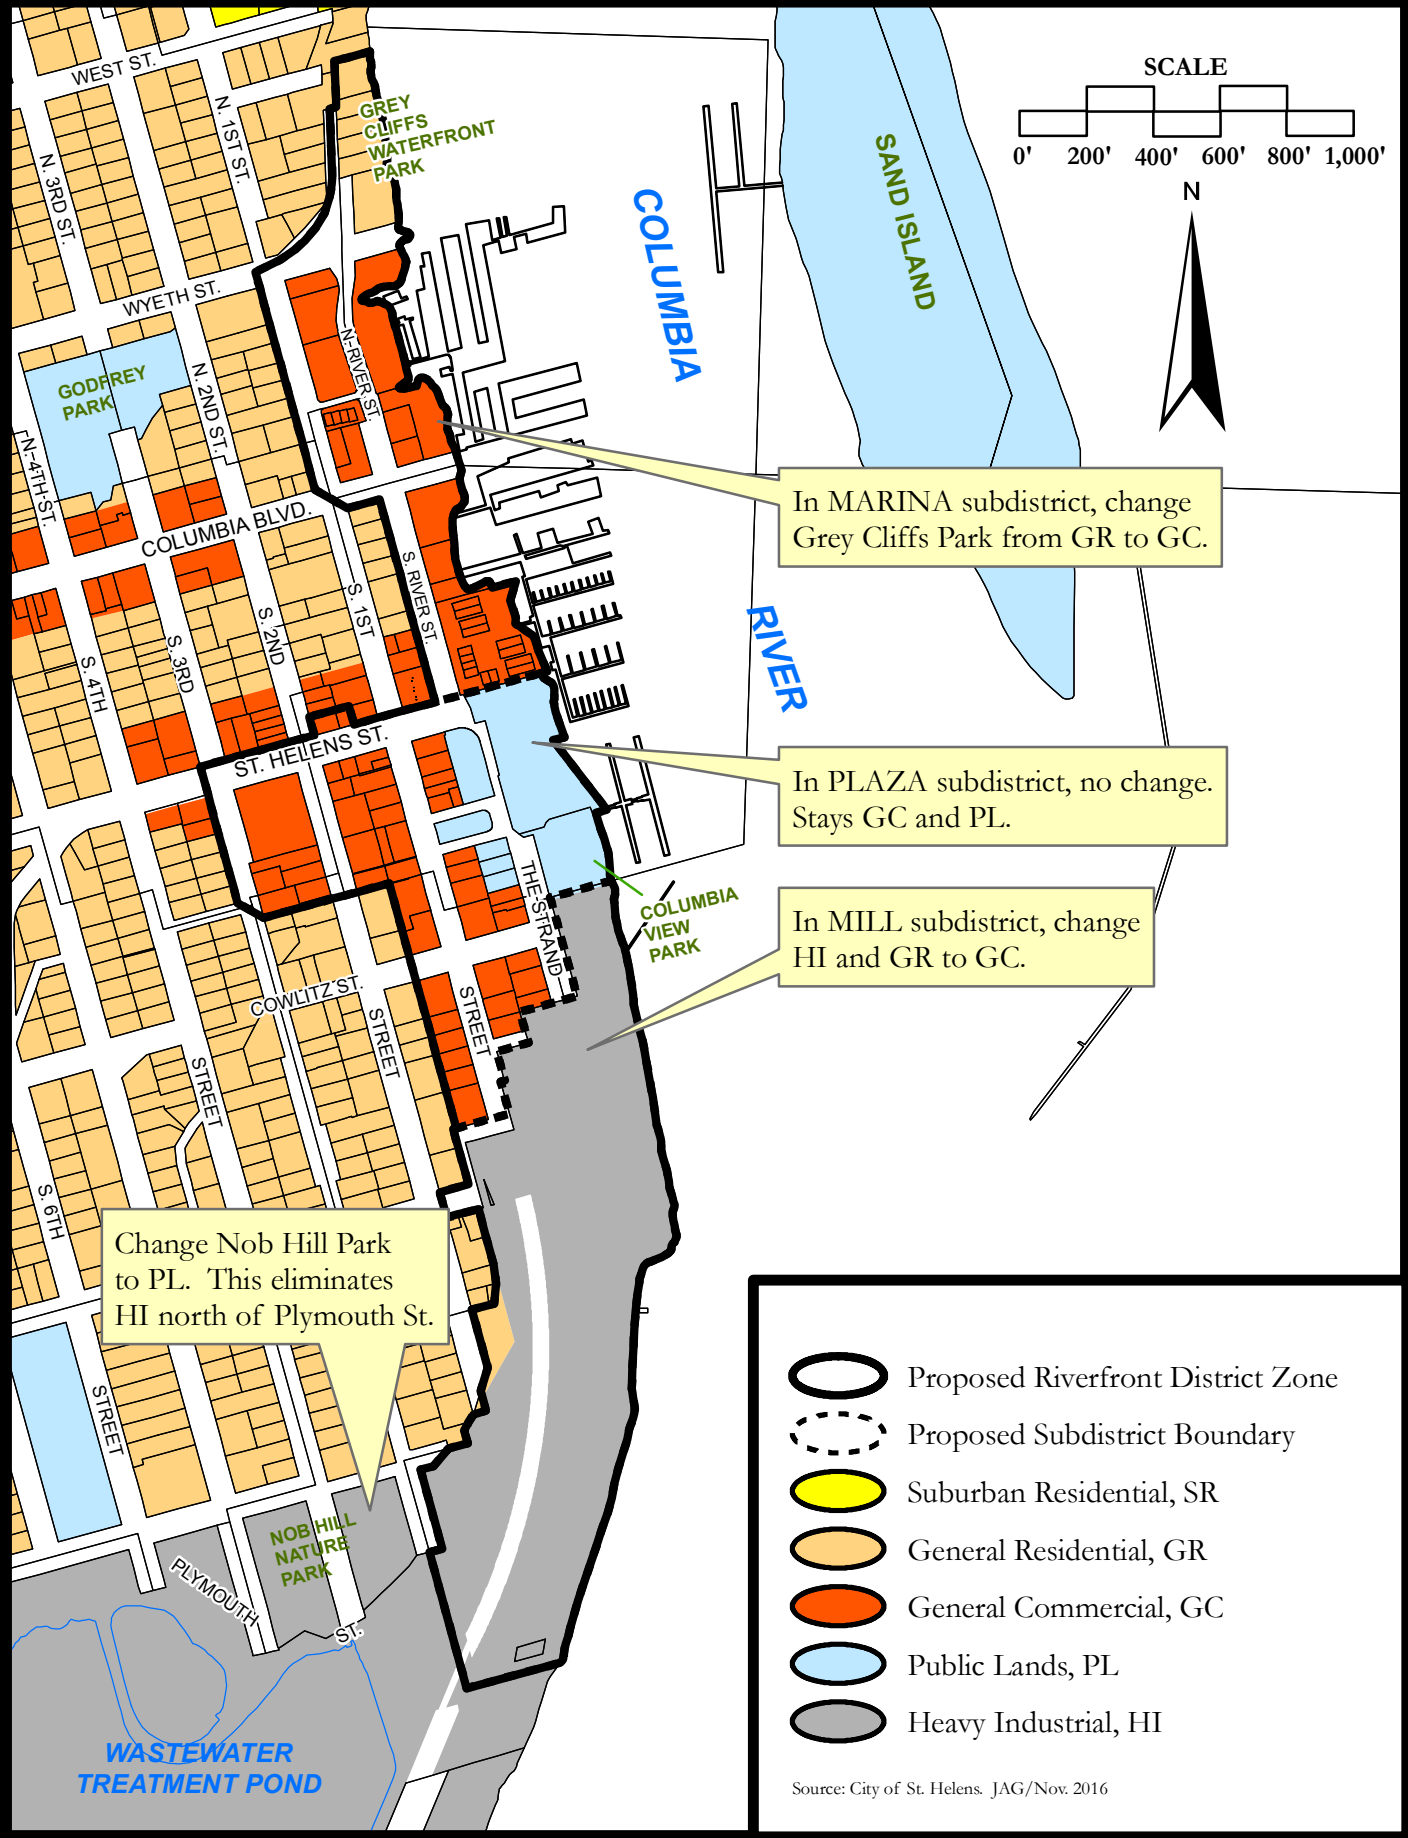 WEST ST.
N. 1ST ST.
N. 3RD ST.
GREY
CLIFFS
WATERFRONT
PARK
COLUMBIA
SAND ISLAND
SCALE
0' 200' 400' 600' 800' 1,000'
N
WYETH ST.
GODFREY
PARK
N. 2ND ST.
N. RIVER ST.
N. 4TH ST.
COLUMBIA BLVD.
In MARINA subdistrict, change
Grey Cliffs Park from GR to GC.
S. RIVER ST.
S. 1ST
S. 2ND
S. 3RD
S. 4TH
RIVER
ST. HELENS ST.
In PLAZA subdistrict, no change.
Stays GC and PL.
THE STRAND
COLUMBIA
VIEW
PARK
In MILL subdistrict, change
HI and GR to GC.
COWLITZ ST.
STREET
STREET
STREET
S. 6TH
Change Nob Hill Park
to PL. This eliminates
HI north of Plymouth St.
STREET
NOB HILL
NATURE
PARK
PLYMOUTH
ST.
WASTEWATER
TREATMENT POND
Proposed Riverfront District Zone
Proposed Subdistrict Boundary
Suburban Residential, SR
General Residential, GR
General Commercial, GC
Public Lands, PL
Heavy Industrial, HI
Source: City of St. Helens. JAG/Nov. 2016